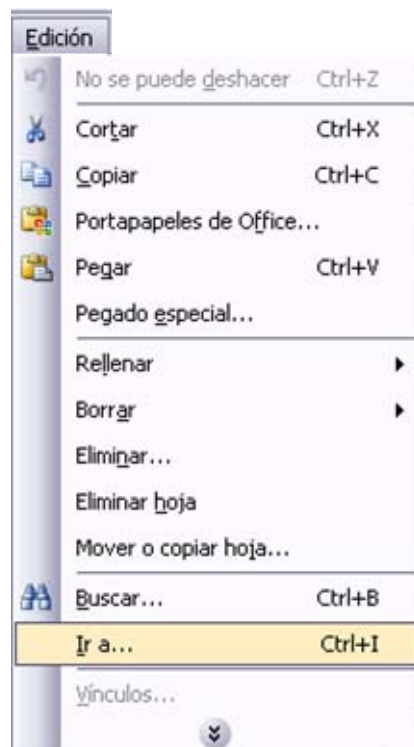 Edición
No se puede deshacer Ctrl+Z
Cortar Ctrl+X
Copiar Ctrl+C
Portapapeles de Office...
Pegar Ctrl+V
Pegado especial...
Rellenar
Borrar
Eliminar...
Eliminar hoja
Mover o copiar hoja...
Buscar... Ctrl+B
Ir a... Ctrl+I
Vínculos...